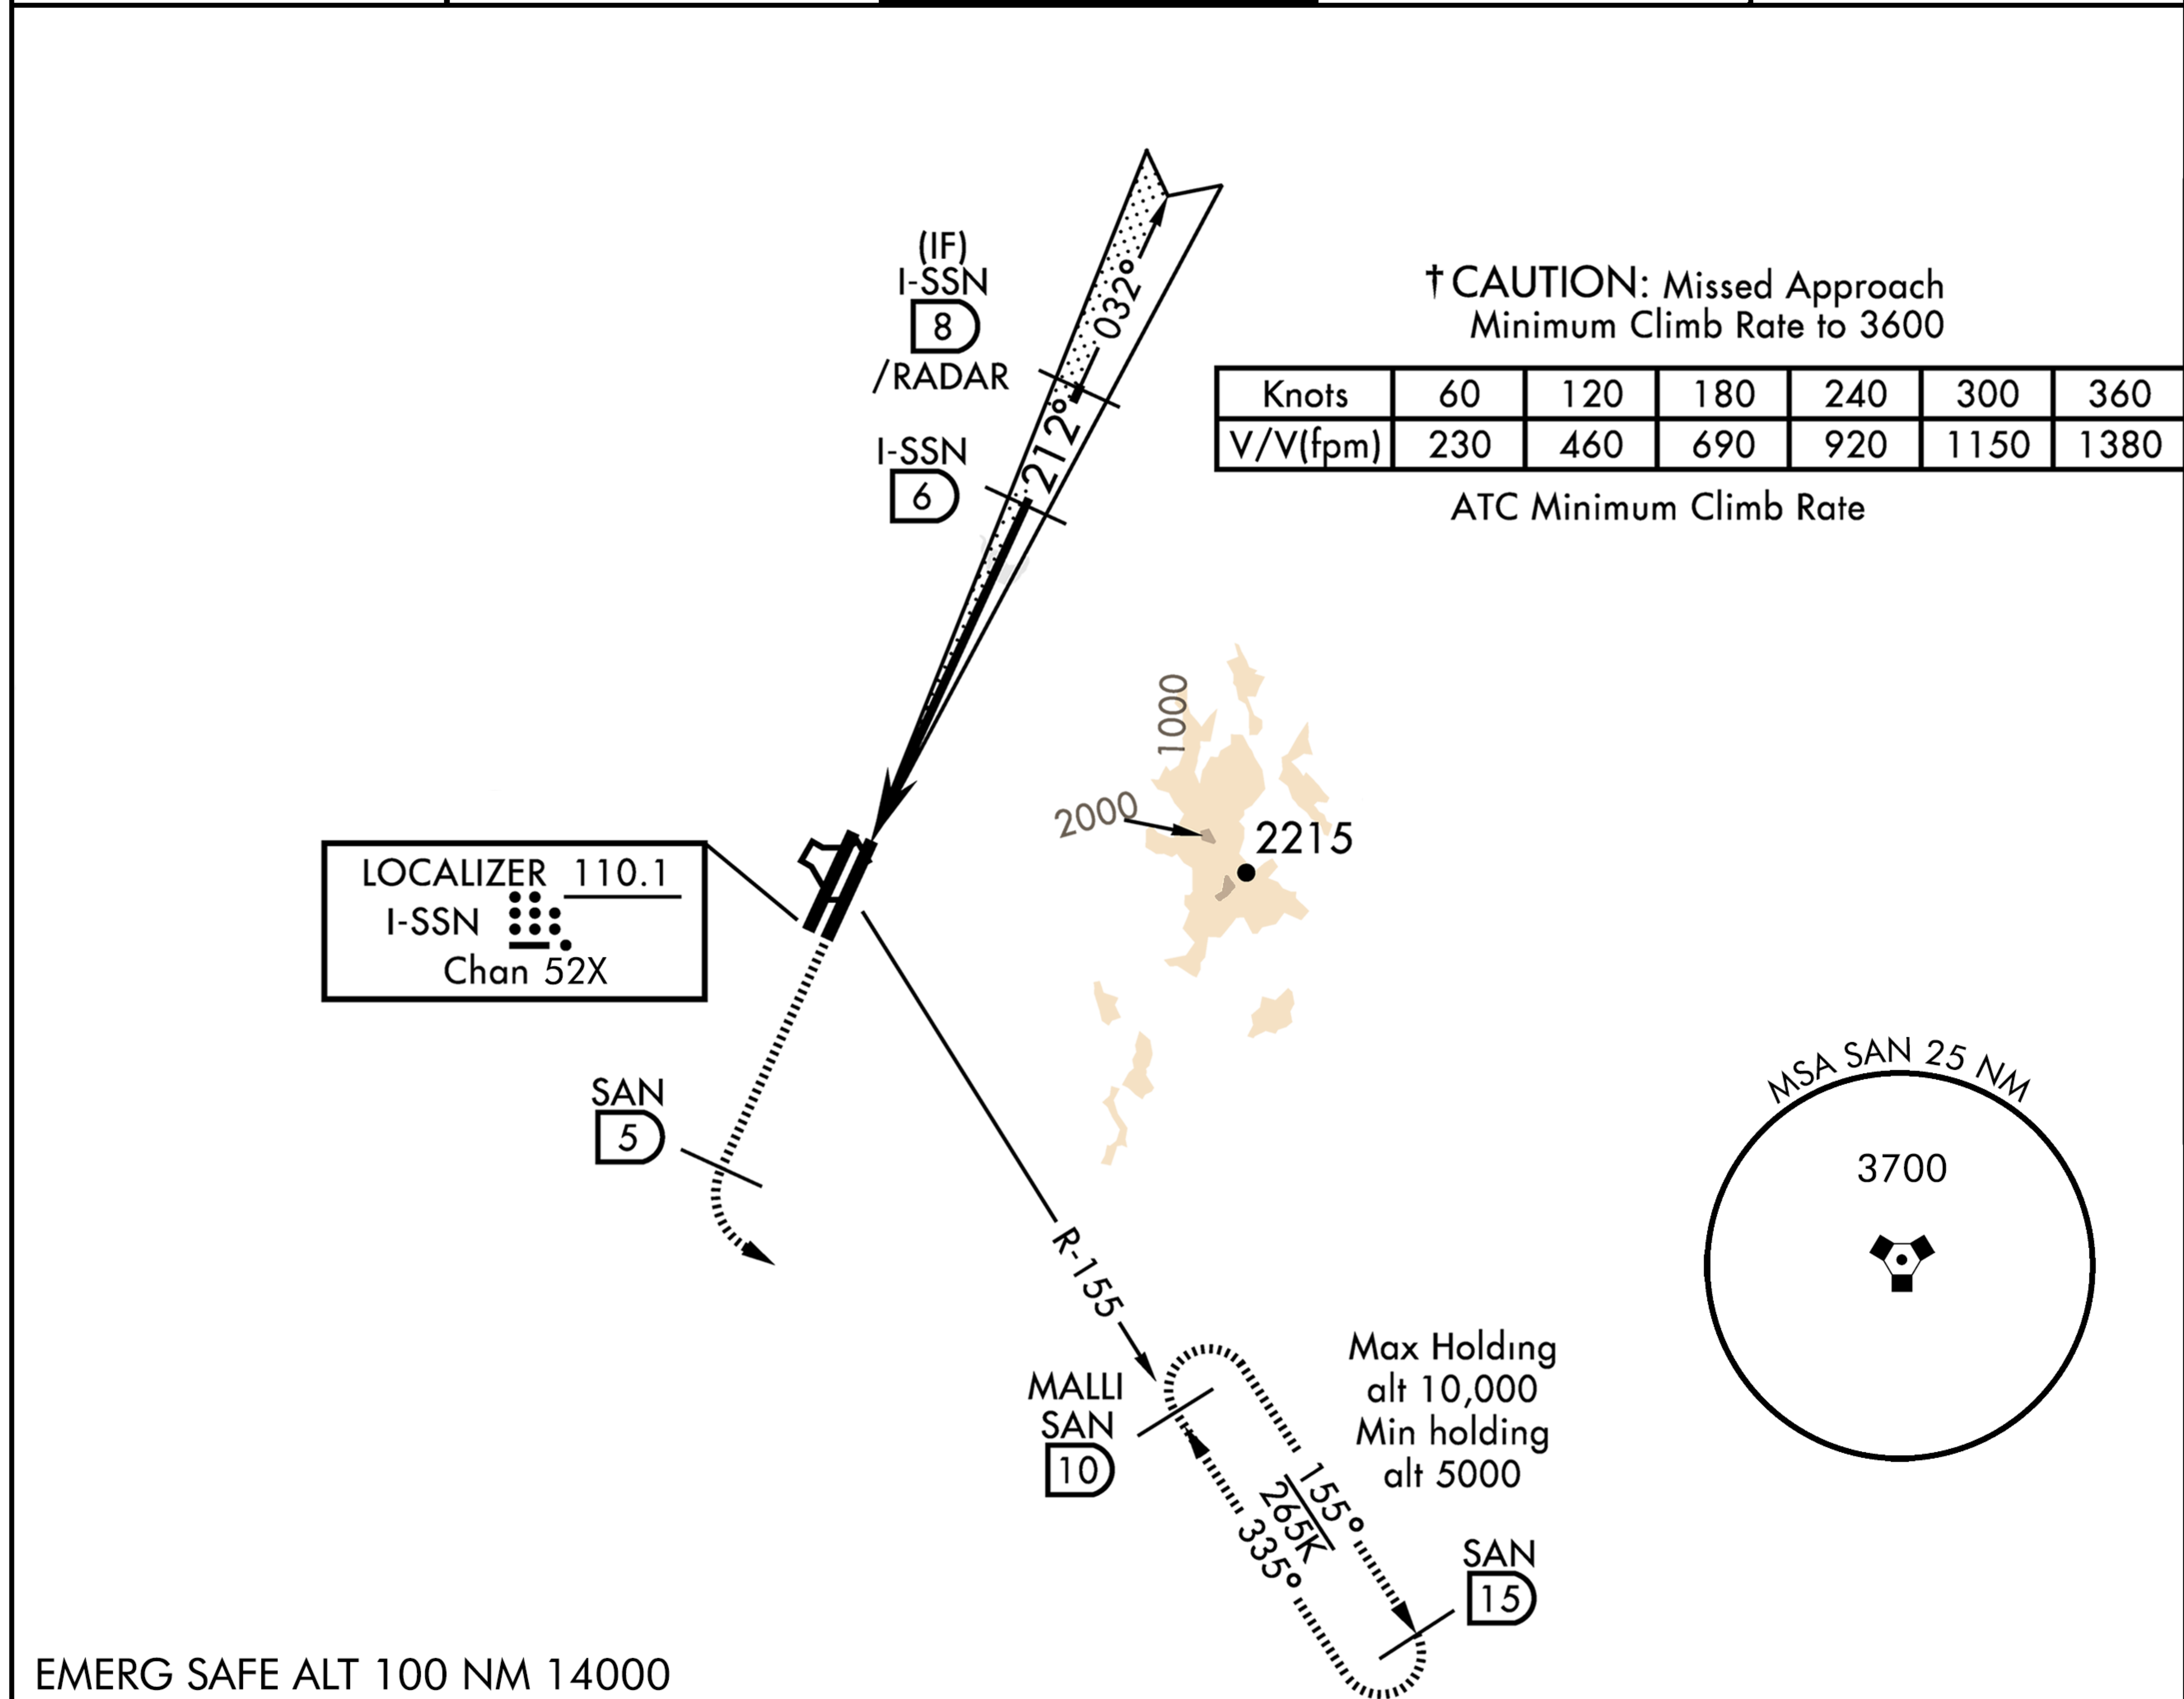 (IF)
I-SSN
8
/RADAR
I-SSN
6
032°
212°
† CAUTION: Missed Approach
Minimum Climb Rate to 3600
Knots 60 120 180 240 300 360
V/V(fpm) 230 460 690 920 1150 1380
ATC Minimum Climb Rate
1000
2000
2215
LOCALIZER 110.1
I-SSN
Chan 52X
SAN
5
MSA SAN 25 NM
3700
R-155
MALLI
SAN
10
Max Holding
alt 10,000
Min holding
alt 5000
155°
265K
335°
SAN
15
EMERG SAFE ALT 100 NM 14000